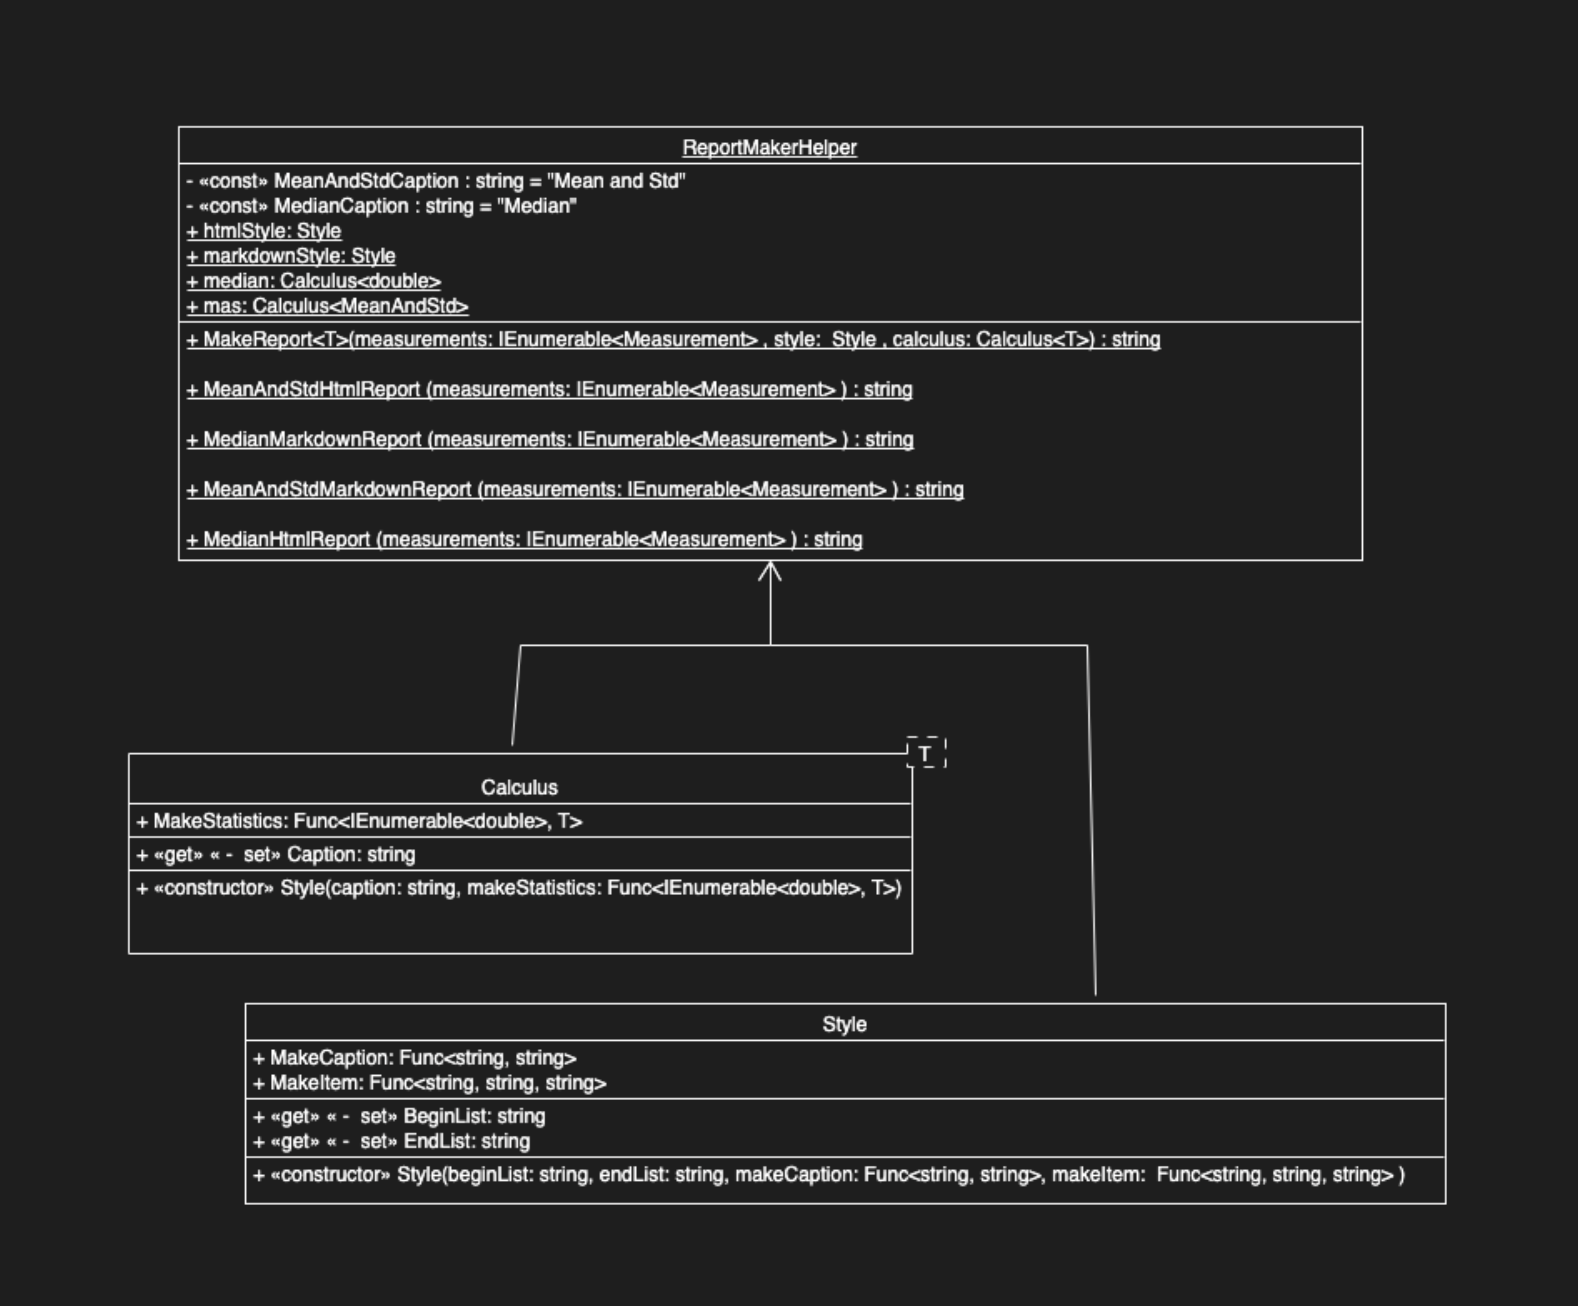 ReportMakerHelper
- «const» MeanAndStdCaption : string = "Mean and Std"
- «const» MedianCaption : string = "Median"
+ htmlStyle: Style
+ markdownStyle: Style
+ median: Calculus<double>
+ mas: Calculus<MeanAndStd>
+ MakeReport<T>(measurements: IEnumerable<Measurement> , style:  Style , calculus: Calculus<T>) : string
+ MeanAndStdHtmlReport (measurements: IEnumerable<Measurement> ) : string
+ MedianMarkdownReport (measurements: IEnumerable<Measurement> ) : string
+ MeanAndStdMarkdownReport (measurements: IEnumerable<Measurement> ) : string
+ MedianHtmlReport (measurements: IEnumerable<Measurement> ) : string
T
Calculus
+ MakeStatistics: Func<IEnumerable<double>, T>
+ «get» « -  set» Caption: string
+ «constructor» Style(caption: string, makeStatistics: Func<IEnumerable<double>, T>)
Style
+ MakeCaption: Func<string, string>
+ MakeItem: Func<string, string, string>
+ «get» « -  set» BeginList: string
+ «get» « -  set» EndList: string
+ «constructor» Style(beginList: string, endList: string, makeCaption: Func<string, string>, makeItem:  Func<string, string, string> )